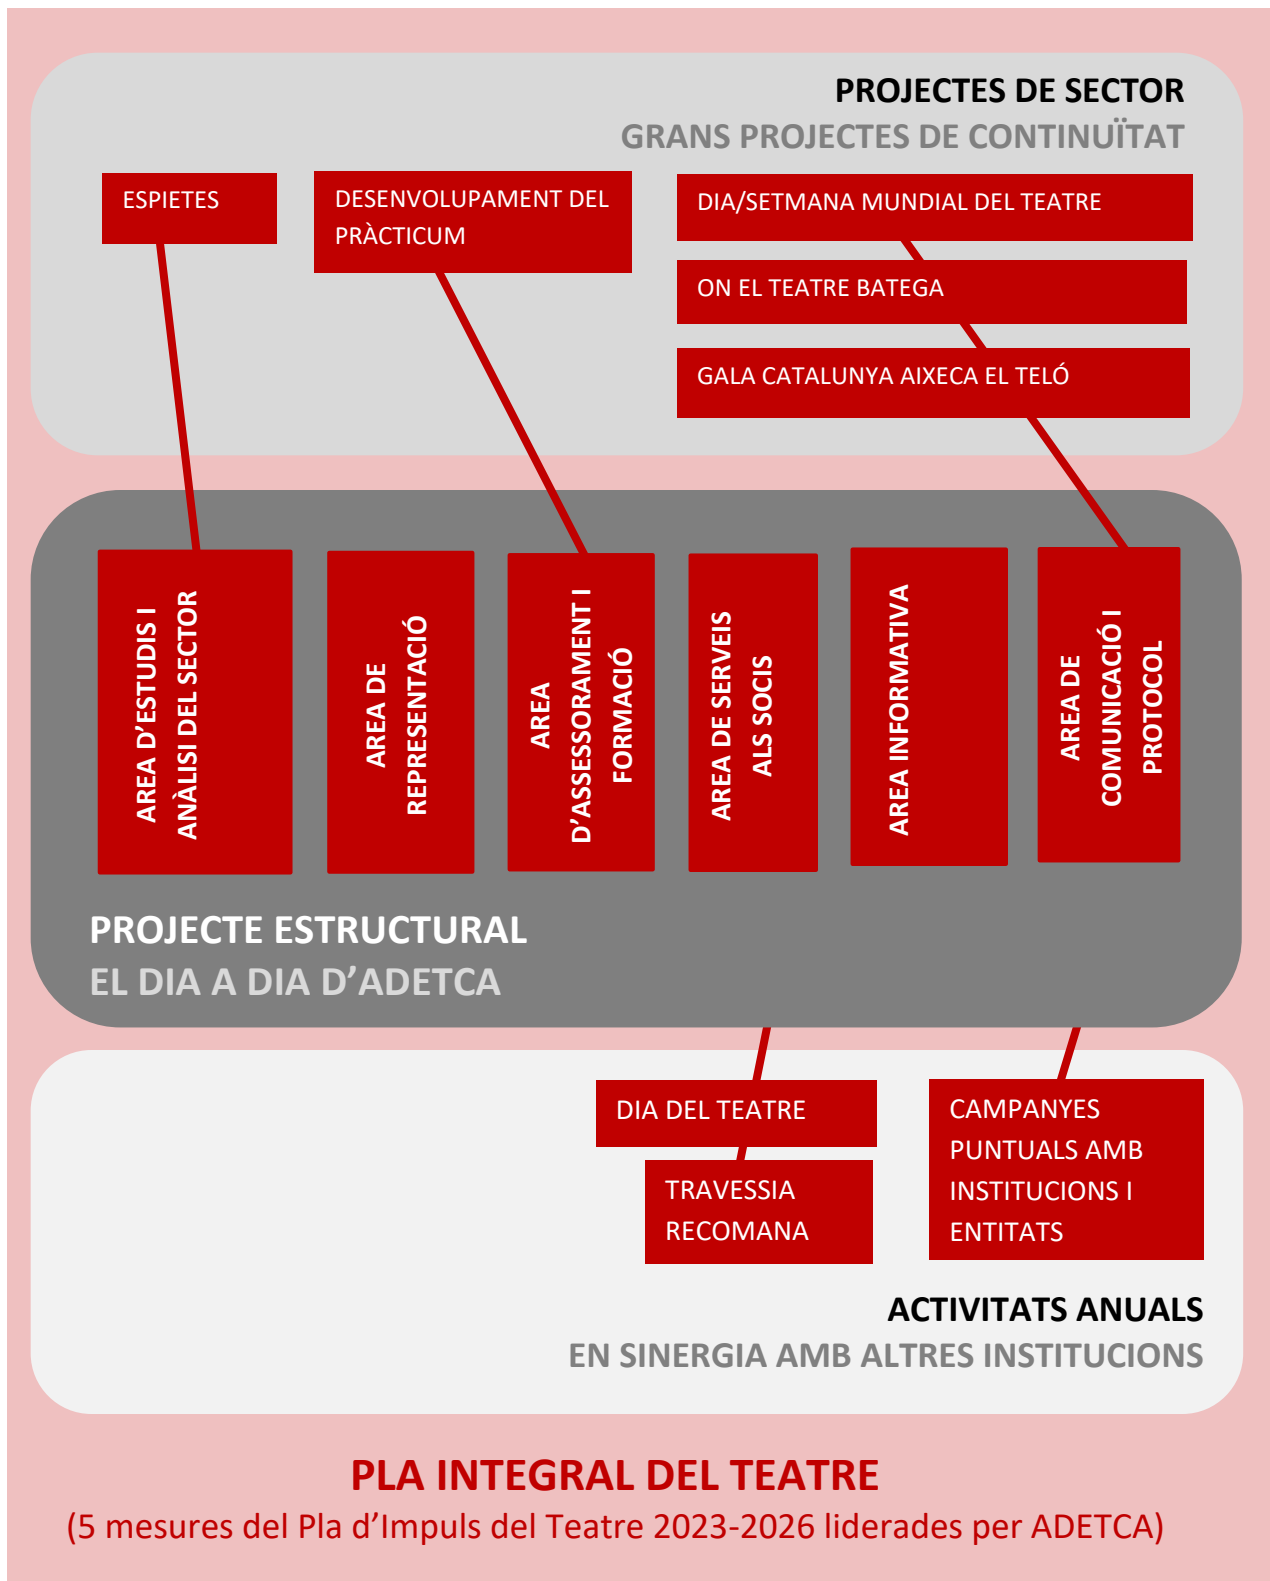 PROJECTES DE SECTOR
GRANS PROJECTES DE CONTINUÏTAT
ESPIETES
DESENVOLUPAMENT DEL
PRÀCTICUM
DIA/SETMANA MUNDIAL DEL TEATRE
ON EL TEATRE BATEGA
GALA CATALUNYA AIXECA EL TELÓ
AREA D'ESTUDIS I
ANÀLISI DEL SECTOR
AREA DE
REPRESENTACIÓ
AREA
D'ASSESSORAMENT I
FORMACIÓ
AREA DE SERVEIS
ALS SOCIS
AREA INFORMATIVA
AREA DE
COMUNICACIÓ I
PROTOCOL
PROJECTE ESTRUCTURAL
EL DIA A DIA D'ADETCA
DIA DEL TEATRE
TRAVESSIA
RECOMANA
CAMPANYES
PUNTUALS AMB
INSTITUCIONS I
ENTITATS
ACTIVITATS ANUALS
EN SINERGIA AMB ALTRES INSTITUCIONS
PLA INTEGRAL DEL TEATRE
(5 mesures del Pla d'Impuls del Teatre 2023-2026 liderades per ADETCA)